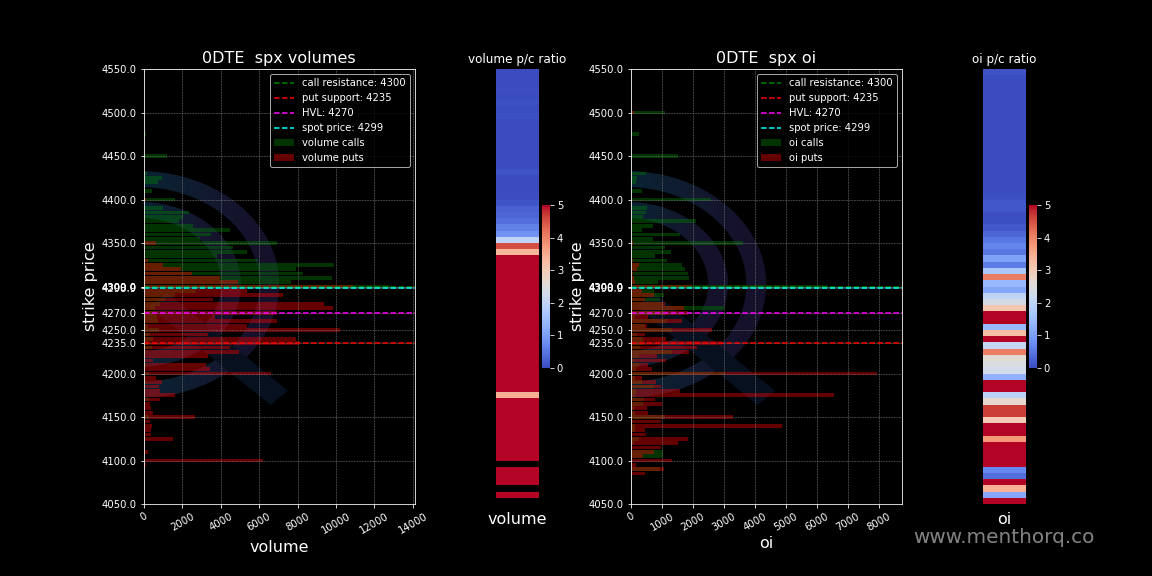 0DTE  spx volumes
volume p/c ratio
0DTE  spx oi
oi p/c ratio
call resistance: 4300
put support: 4235
HVL: 4270
spot price: 4299
volume calls
volume puts
call resistance: 4300
put support: 4235
HVL: 4270
spot price: 4299
oi calls
oi puts
strike price
4550.0
4500.0
4450.0
4400.0
4350.0
4270.0
4250.0
4235.0
4200.0
4150.0
4100.0
4050.0
0
2000
4000
6000
8000
10000
12000
14000
volume
5
4
3
2
1
0
volume
strike price
4550.0
4500.0
4450.0
4400.0
4350.0
4270.0
4250.0
4235.0
4200.0
4150.0
4100.0
4050.0
0
1000
2000
3000
4000
5000
6000
7000
8000
oi
5
4
3
2
1
0
oi
www.menthorq.co